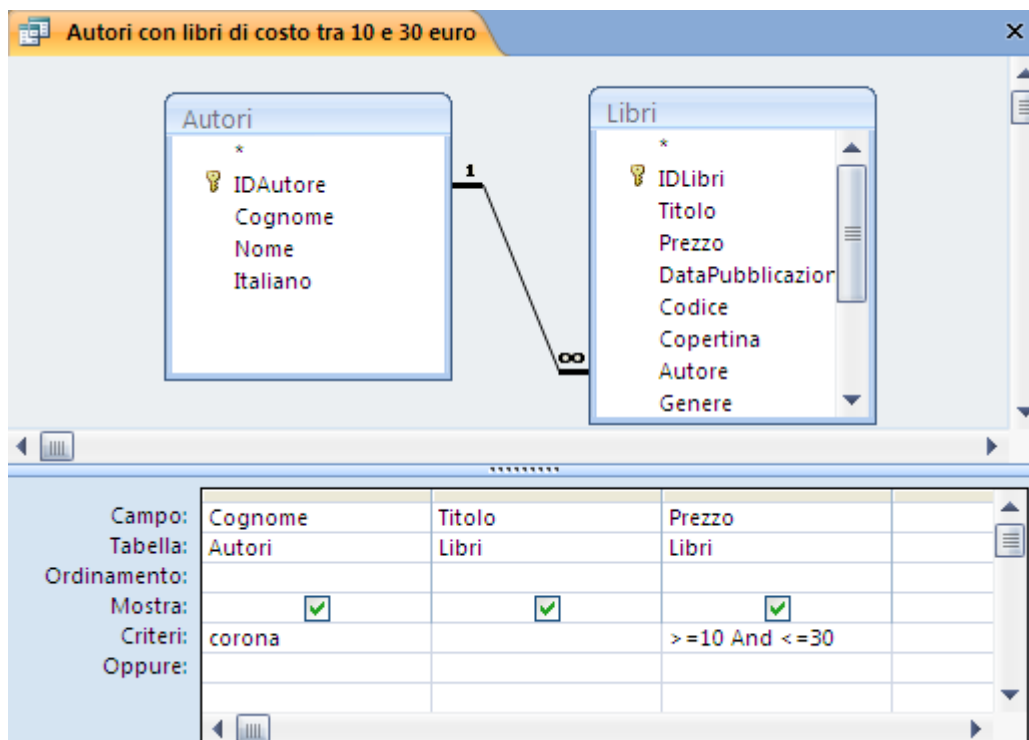 Autori con libri di costo tra 10 e 30 euro
Autori
*
IDAutore
Cognome
Nome
Italiano
1
∞
Libri
*
IDLibri
Titolo
Prezzo
DataPubblicazior
Codice
Copertina
Autore
Genere
Campo: Cognome Titolo Prezzo
Tabella: Autori Libri Libri
Ordinamento:
Mostra:
Criteri: corona >=10 And <=30
Oppure: